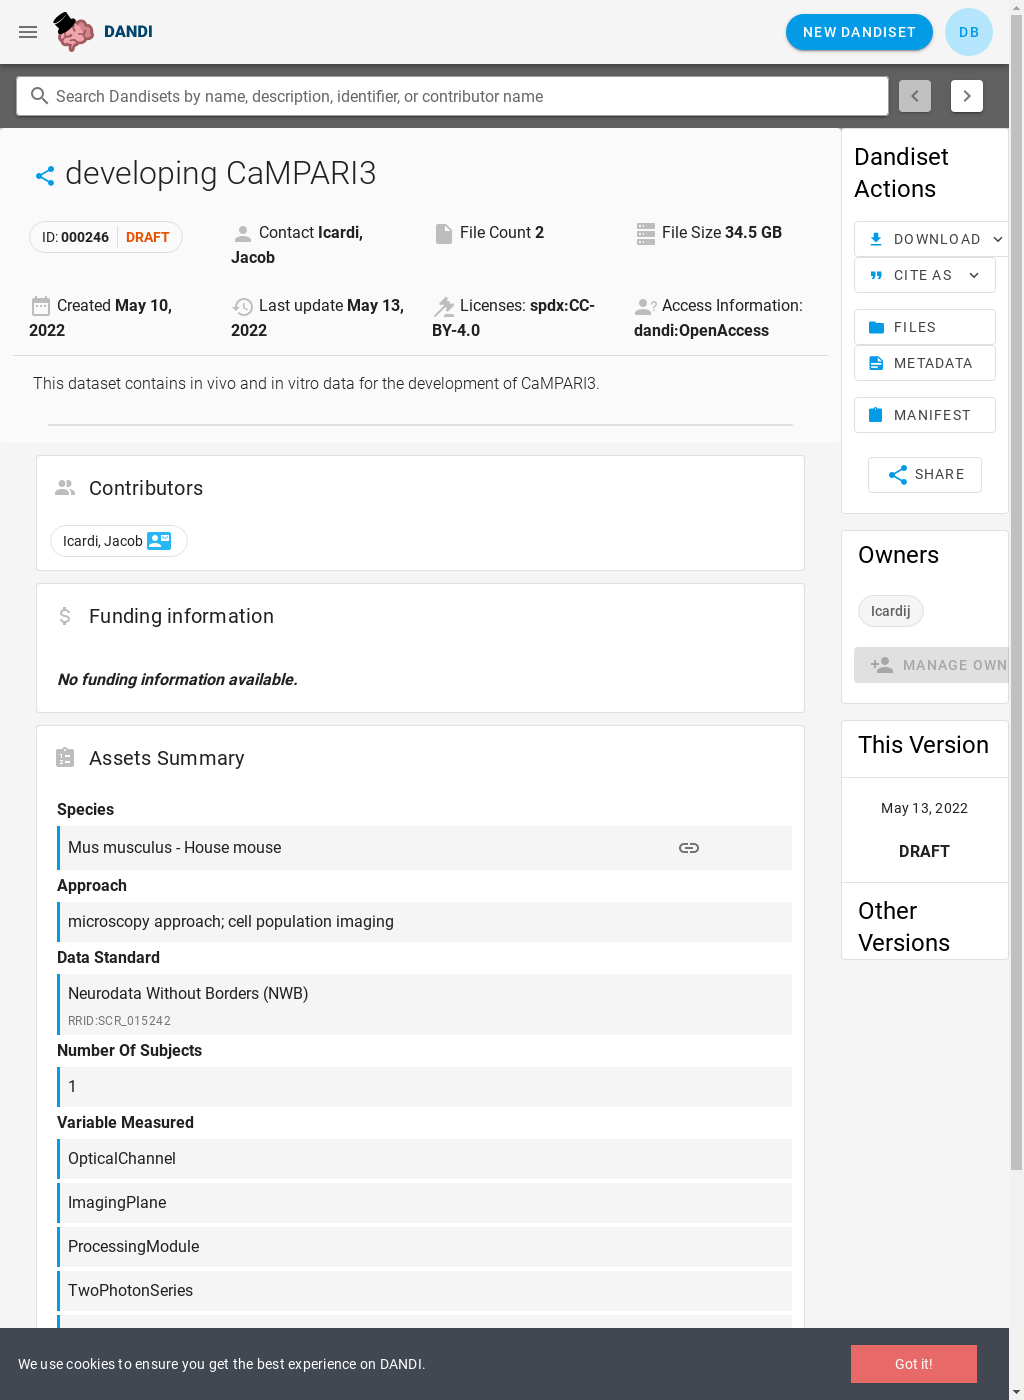 DANDI
NEW DANDISET
DB
Search Dandisets by name, description, identifier, or contributor name
developing CaMPARI3
ID: 000246 DRAFT
Contact Icardi,
Jacob
File Count 2
File Size 34.5 GB
Created May 10,
2022
Last update May 13,
2022
Licenses: spdx:CC-
BY-4.0
Access Information:
dandi:OpenAccess
This dataset contains in vivo and in vitro data for the development of CaMPARI3.
Contributors
Icardi, Jacob
Funding information
No funding information available.
Assets Summary
Species
Mus musculus - House mouse
Approach
microscopy approach; cell population imaging
Data Standard
Neurodata Without Borders (NWB)
RRID:SCR_015242
Number Of Subjects
1
Variable Measured
OpticalChannel
ImagingPlane
ProcessingModule
TwoPhotonSeries
Dandiset
Actions
DOWNLOAD
CITE AS
FILES
METADATA
MANIFEST
SHARE
Owners
Icardij
MANAGE OWN
This Version
May 13, 2022
DRAFT
Other
Versions
We use cookies to ensure you get the best experience on DANDI.
Got it!